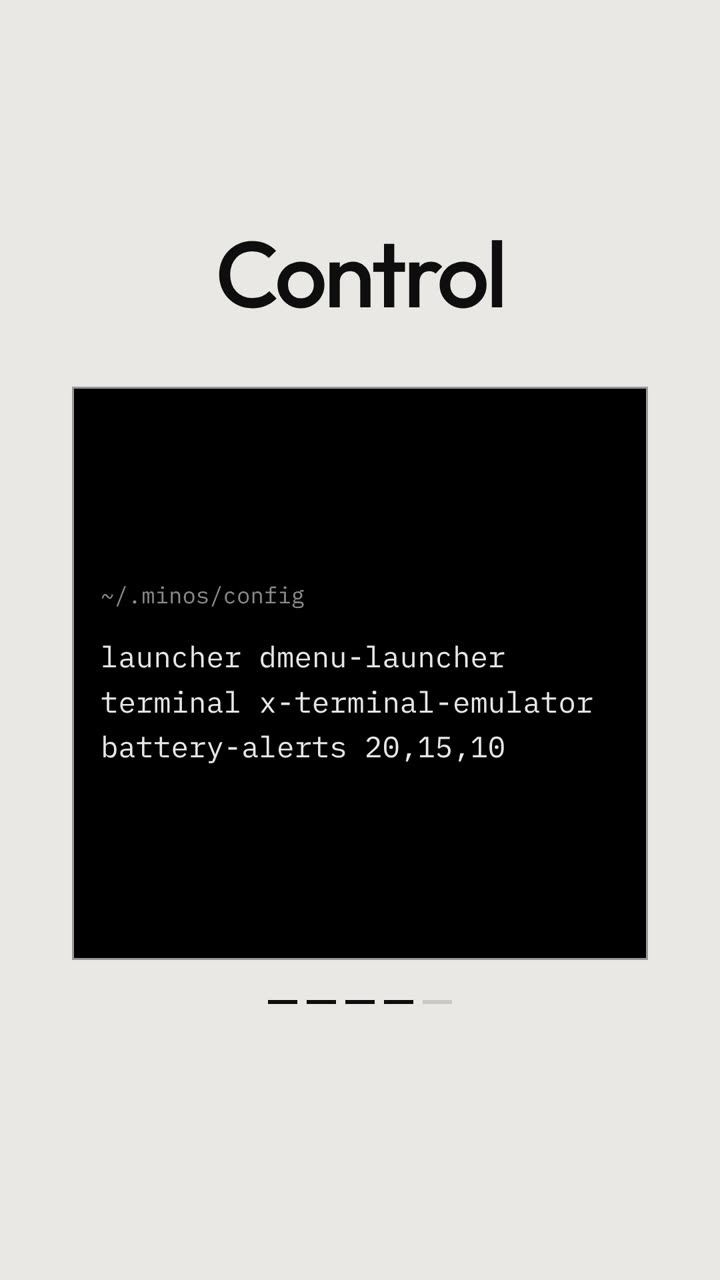 Control
~/.minos/config
launcher dmenu-launcher
terminal x-terminal-emulator
battery-alerts 20,15,10